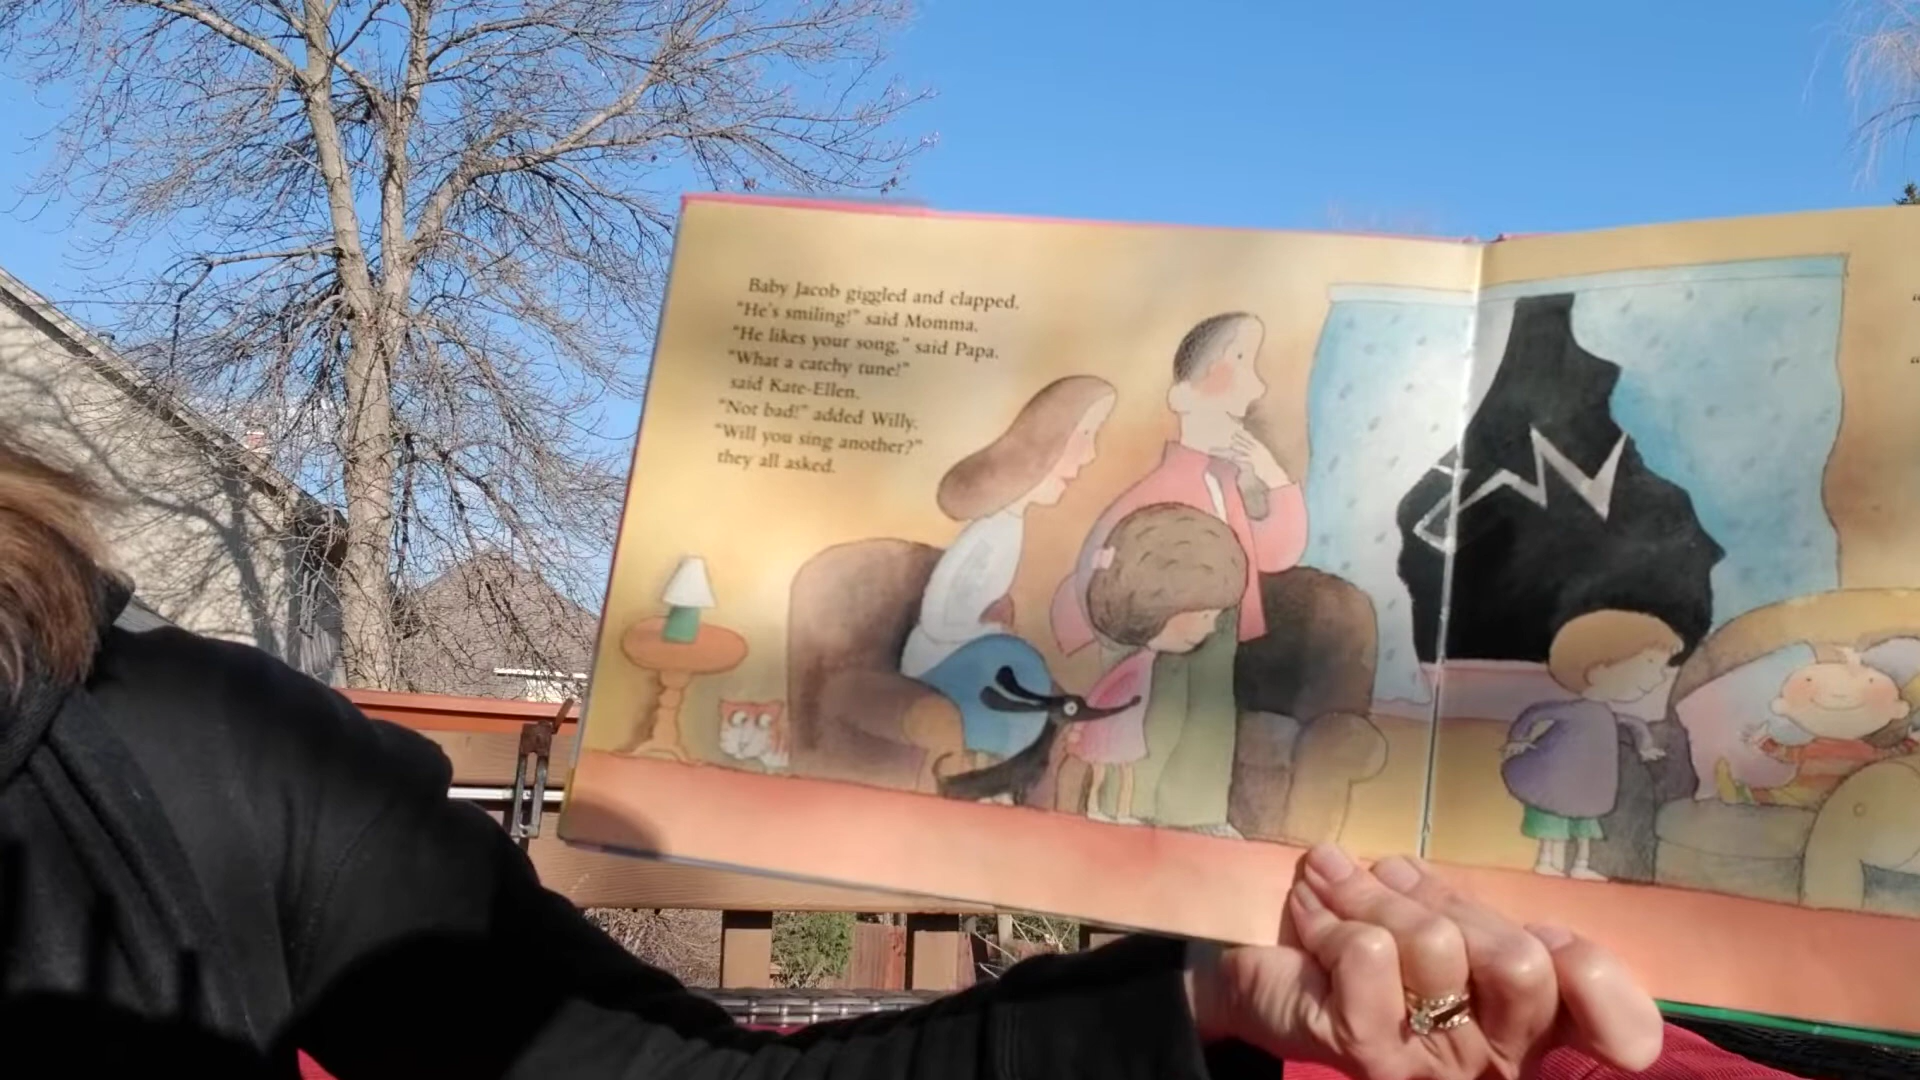 Baby Jacob giggled and clapped.
"He's smiling!" said Momma.
"He likes your song," said Papa.
"What a catchy tune!"
said Kate-Ellen.
"Not bad!" added Willy.
"Will you sing another?"
they all asked.